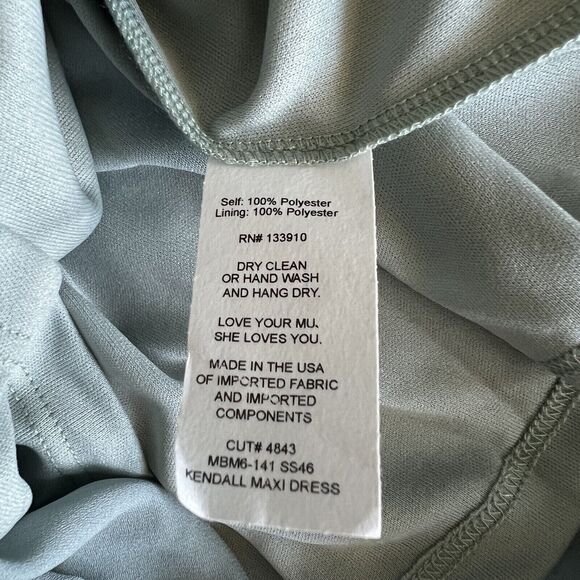 Self: 100% Polyester
Lining: 100% Polyester
RN# 133910
DRY CLEAN
OR HAND WASH
AND HANG DRY.
LOVE YOUR
SHE LOVES YOU.
MADE IN THE USA
OF IMPORTED FABRIC
AND IMPORTED
COMPONENTS
CUT# 4843
MBM6-141 SS46
KENDALL MAXI DRESS